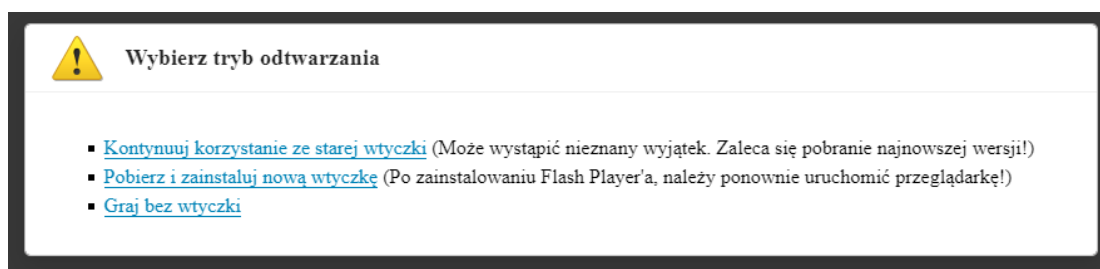 Wybierz tryb odtwarzania
Kontynuuj korzystanie ze starej wtyczki (Może wystąpić nieznany wyjątek. Zaleca się pobranie najnowszej wersji!)
Pobierz i zainstaluj nową wtyczkę (Po zainstalowaniu Flash Player'a, należy ponownie uruchomić przeglądarkę!)
Graj bez wtyczki